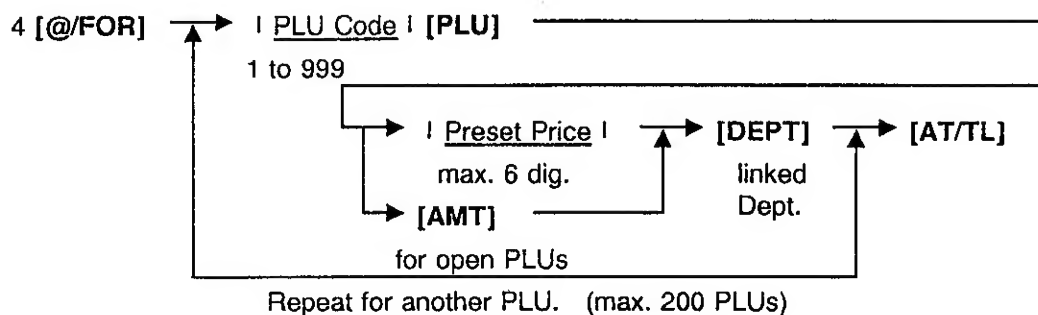 4 [@/FOR] | PLU Code | [PLU]
1 to 999
| Preset Price | [DEPT] [AT/TL]
max. 6 dig. linked
Dept.
[AMT]
for open PLUs
Repeat for another PLU. (max. 200 PLUs)